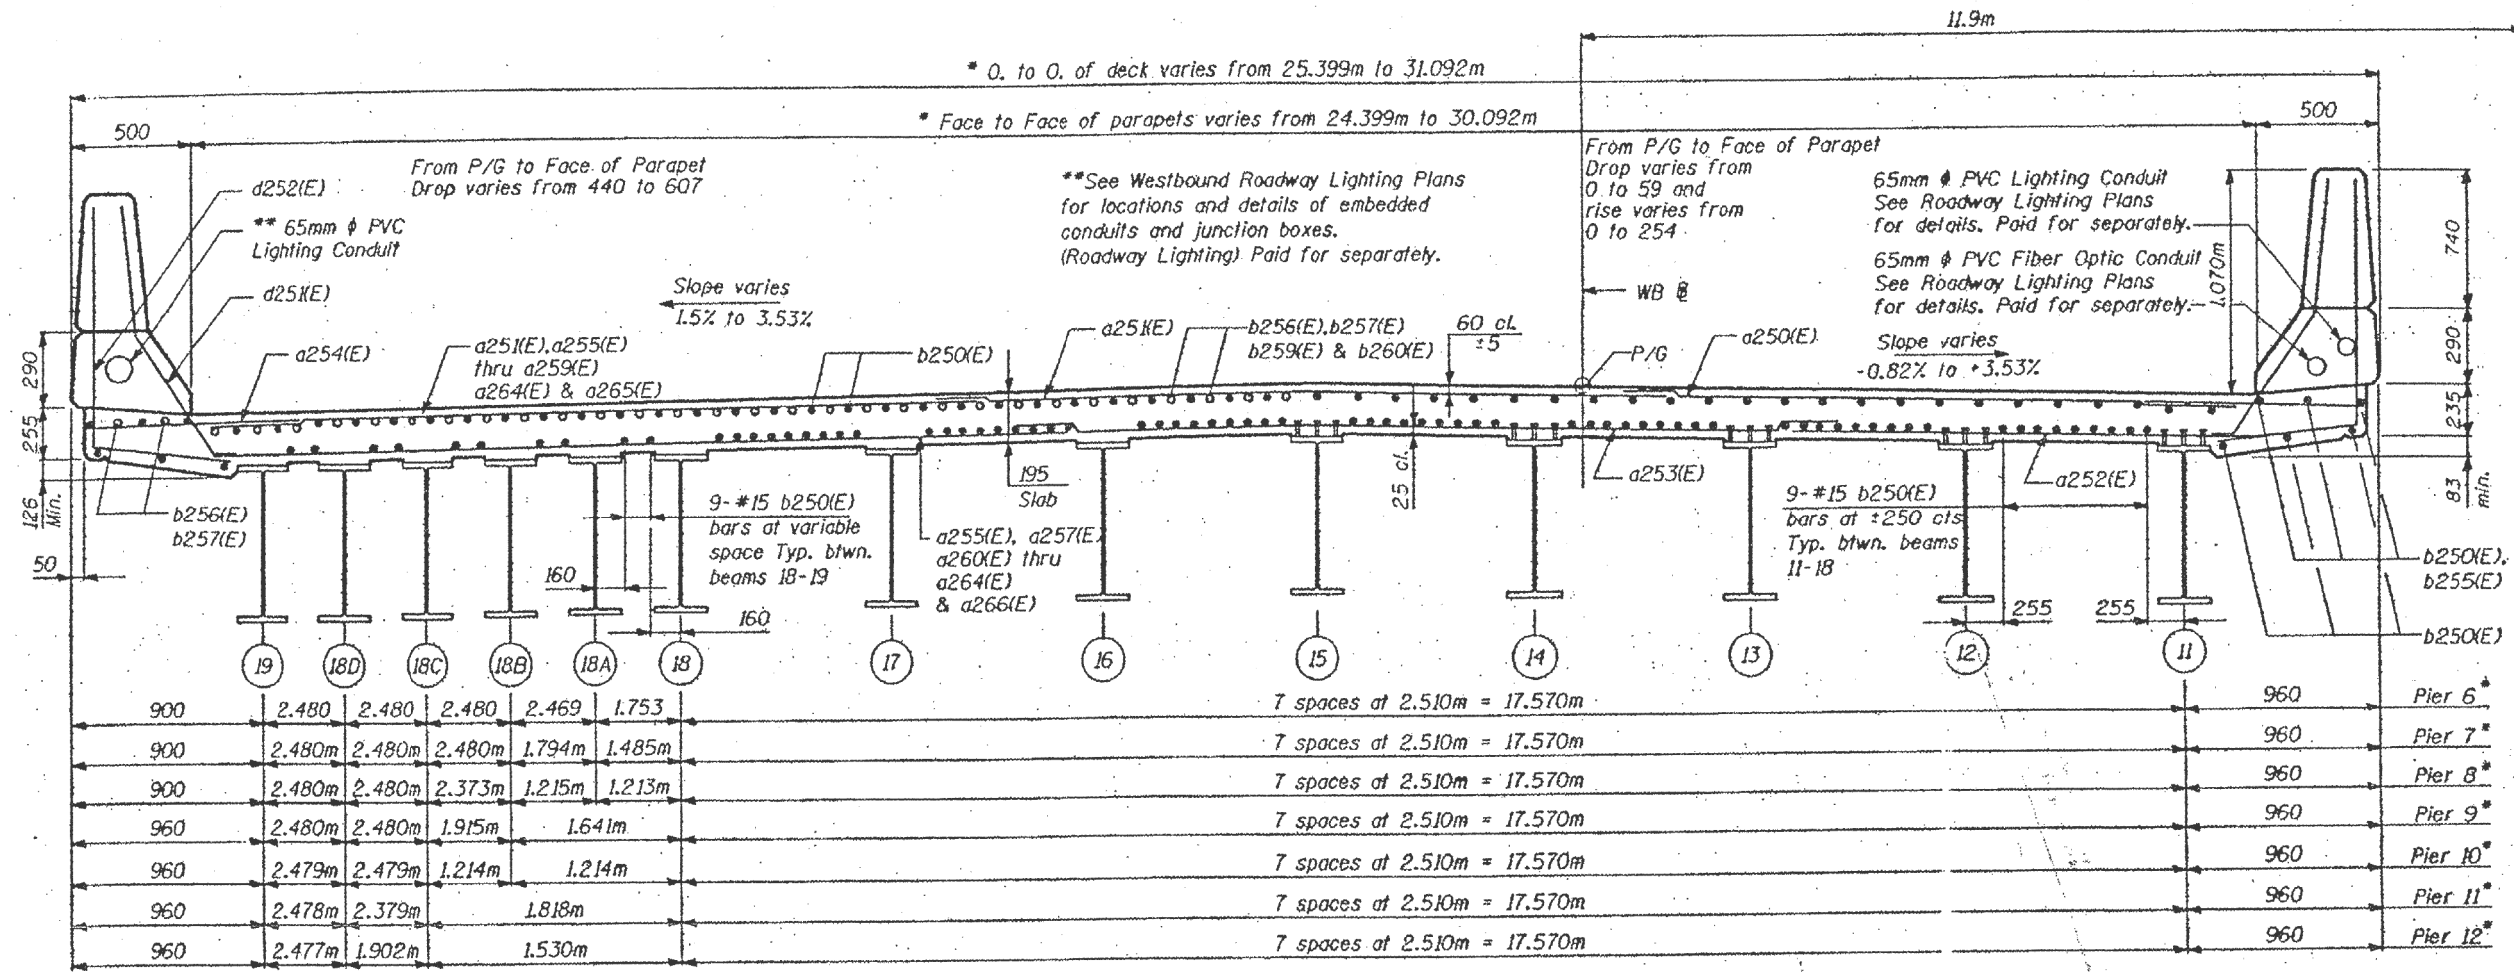 11.9m
* O. to O. of deck varies from 25.399m to 31.092m
* Face to Face of parapets varies from 24.399m to 30.092m
500
500
From P/G to Face of Parapet
Drop varies from 440 to 607
d252(E)
** 65mm ϕ PVC
Lighting Conduit
d251(E)
**See Westbound Roadway Lighting Plans
for locations and details of embedded
conduits and junction boxes.
(Roadway Lighting) Paid for separately.
From P/G to Face of Parapet
Drop varies from
0 to 59 and
rise varies from
0 to 254
65mm ϕ PVC Lighting Conduit
See Roadway Lighting Plans
for details. Paid for separately.
65mm ϕ PVC Fiber Optic Conduit
See Roadway Lighting Plans
for details. Paid for separately.
1.070m
740
290
235
83
min.
Slope varies
1.5% to 3.53%
WB ℄
P/G
Slope varies
-0.82% to +3.53%
290
255
126
Min.
50
a254(E)
a251(E),a255(E)
thru a259(E)
a264(E) & a265(E)
b250(E)
a251(E)
b256(E),b257(E)
b259(E) & b260(E)
60 cl.
±5
a250(E)
b256(E)
b257(E)
195
Slab
25 cl.
a253(E)
a252(E)
9-#15 b250(E)
bars at variable
space Typ. btwn.
beams 18-19
160
160
a255(E), a257(E)
a260(E) thru
a264(E)
& a266(E)
9-#15 b250(E)
bars at ±250 cts
Typ. btwn. beams
11-18
255
255
b250(E),
b255(E)
b250(E)
19 18D 18C 18B 18A 18 17 16 15 14 13 12 11
900 2.480 2.480 2.480 2.469 1.753 7 spaces at 2.510m = 17.570m 960 Pier 6*
900 2.480m 2.480m 2.480m 1.794m 1.485m 7 spaces at 2.510m = 17.570m 960 Pier 7*
900 2.480m 2.480m 2.373m 1.215m 1.213m 7 spaces at 2.510m = 17.570m 960 Pier 8*
960 2.480m 2.480m 1.915m 1.641m 7 spaces at 2.510m = 17.570m 960 Pier 9*
960 2.479m 2.479m 1.214m 1.214m 7 spaces at 2.510m = 17.570m 960 Pier 10*
960 2.478m 2.379m 1.818m 7 spaces at 2.510m = 17.570m 960 Pier 11*
960 2.477m 1.902m 1.530m 7 spaces at 2.510m = 17.570m 960 Pier 12*